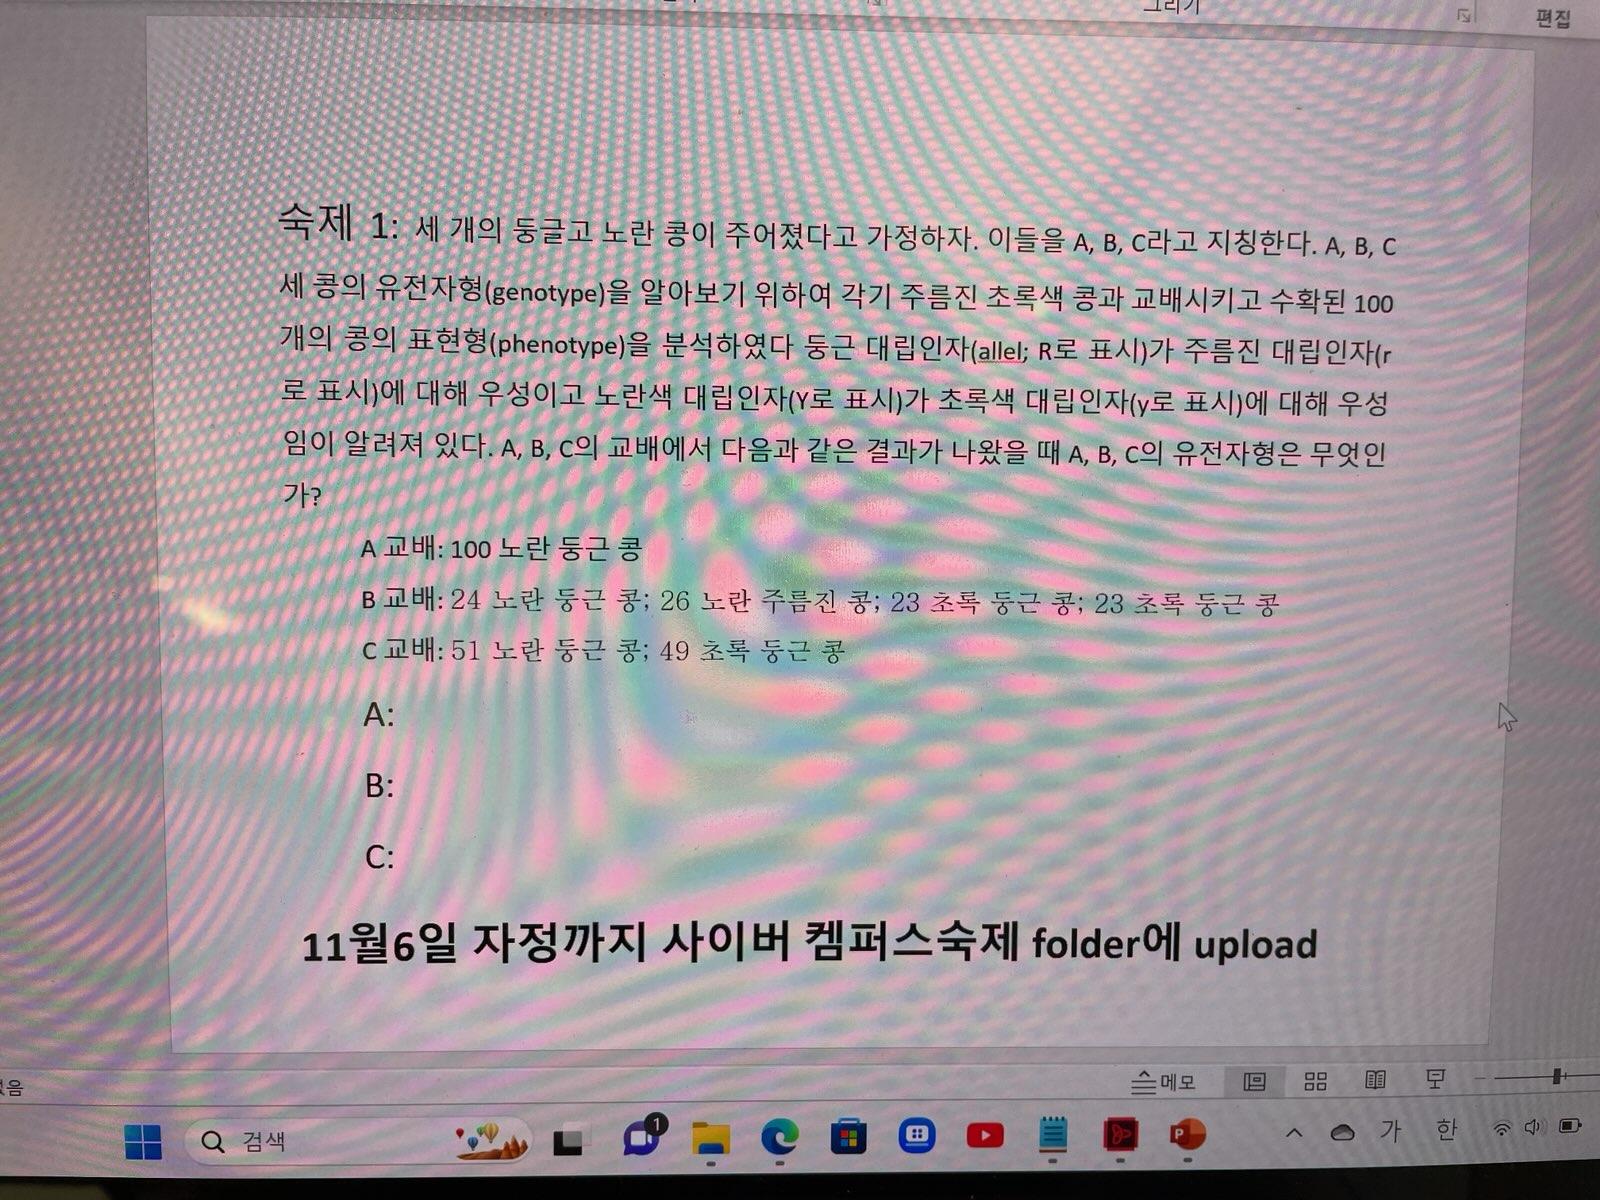 그리기
편집
숙제 1: 세 개의 둥글고 노란 콩이 주어졌다고 가정하자. 이들을 A, B, C라고 지칭한다. A, B, C
세 콩의 유전자형(genotype)을 알아보기 위하여 각기 주름진 초록색 콩과 교배시키고 수확된 100
개의 콩의 표현형(phenotype)을 분석하였다 둥근 대립인자(allel; R로 표시)가 주름진 대립인자(r
로 표시)에 대해 우성이고 노란색 대립인자(Y로 표시)가 초록색 대립인자(y로 표시)에 대해 우성
임이 알려져 있다. A, B, C의 교배에서 다음과 같은 결과가 나왔을 때 A, B, C의 유전자형은 무엇인
가?
A 교배: 100 노란 둥근 콩
B 교배: 24 노란 둥근 콩; 26 노란 주름진 콩; 23 초록 둥근 콩; 23 초록 둥근 콩
C 교배: 51 노란 둥근 콩; 49 초록 둥근 콩
A:
B:
C:
11월6일 자정까지 사이버 켐퍼스숙제 folder에 upload
메모
검색
1
가
한